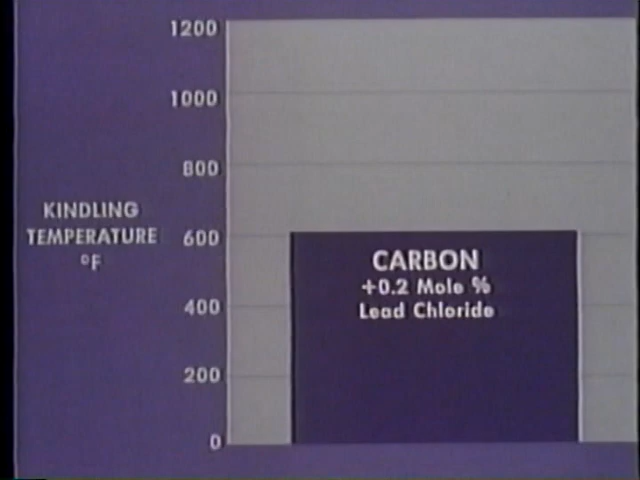 1200
1000
800
KINDLING
TEMPERATURE
°F
600
CARBON
+0.2 Mole %
Lead Chloride
400
200
0